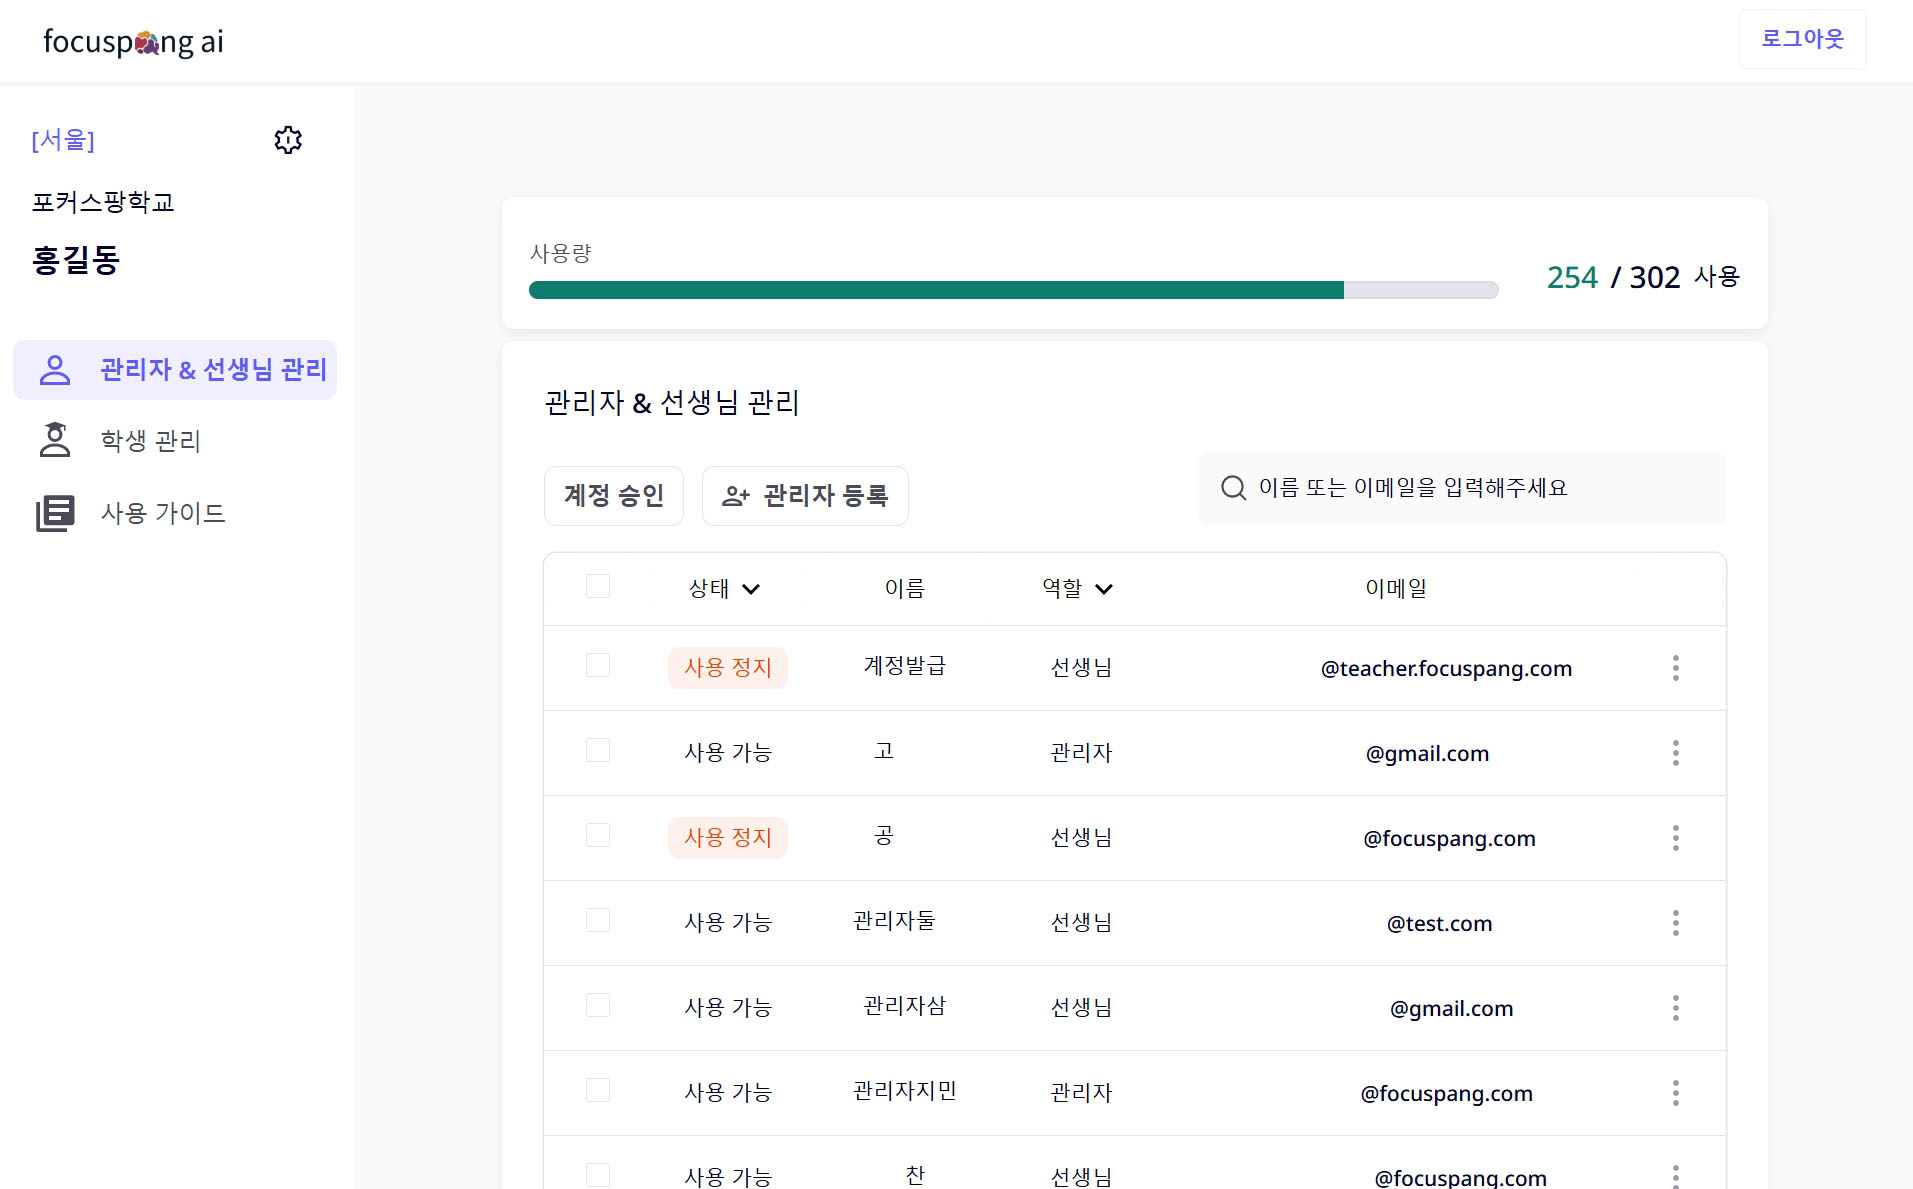 focuspang ai
로그아웃
[서울]
포커스팡학교
홍길동
관리자 & 선생님 관리
학생 관리
사용 가이드
사용량
254 / 302 사용
관리자 & 선생님 관리
계정 승인
관리자 등록
이름 또는 이메일을 입력해주세요
상태 이름 역할 이메일
사용 정지 계정발급 선생님 @teacher.focuspang.com
사용 가능 고 관리자 @gmail.com
사용 정지 공 선생님 @focuspang.com
사용 가능 관리자둘 선생님 @test.com
사용 가능 관리자삼 선생님 @gmail.com
사용 가능 관리자지민 관리자 @focuspang.com
사용 가능 찬 선생님 @focuspang.com